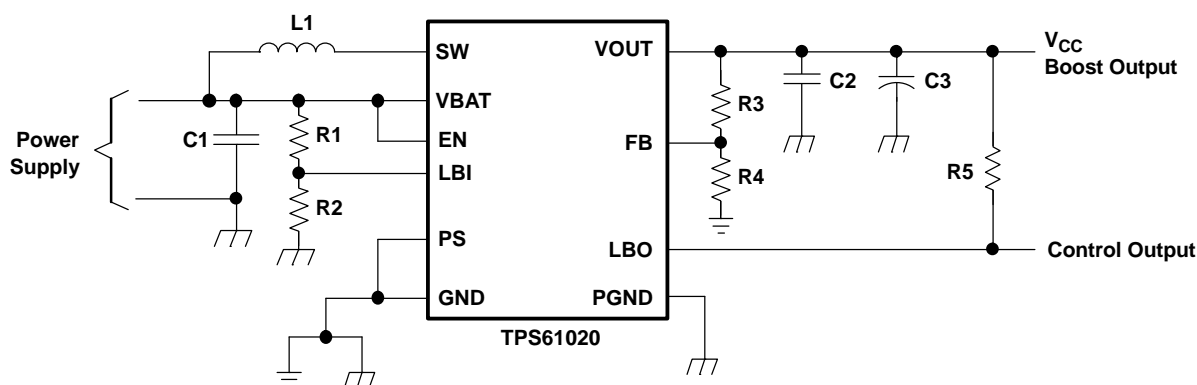 L1
SW
VOUT
V_CC
Boost Output
VBAT
C2
C3
R3
Power
Supply
C1
R1
EN
FB
LBI
R4
R5
R2
PS
LBO
Control Output
GND
PGND
TPS61020